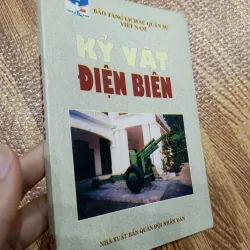 BẢO TÀNG LỊCH SỬ QUÂN SỰ
VIỆT NAM
KỶ VẬT
ĐIỆN BIÊN
NHÀ XUẤT BẢN QUÂN ĐỘI NHÂN DÂN